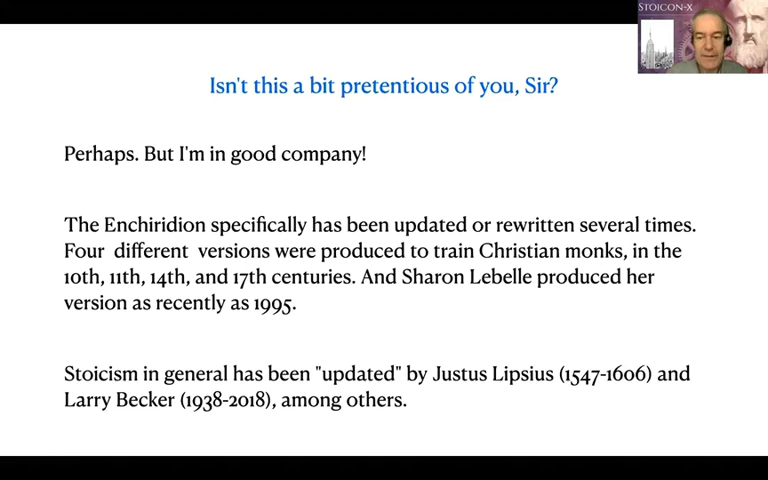 STOICON-X
Isn't this a bit pretentious of you, Sir?
Perhaps. But I'm in good company!
The Enchiridion specifically has been updated or rewritten several times.
Four different versions were produced to train Christian monks, in the
10th, 11th, 14th, and 17th centuries. And Sharon Lebelle produced her
version as recently as 1995.
Stoicism in general has been "updated" by Justus Lipsius (1547-1606) and
Larry Becker (1938-2018), among others.